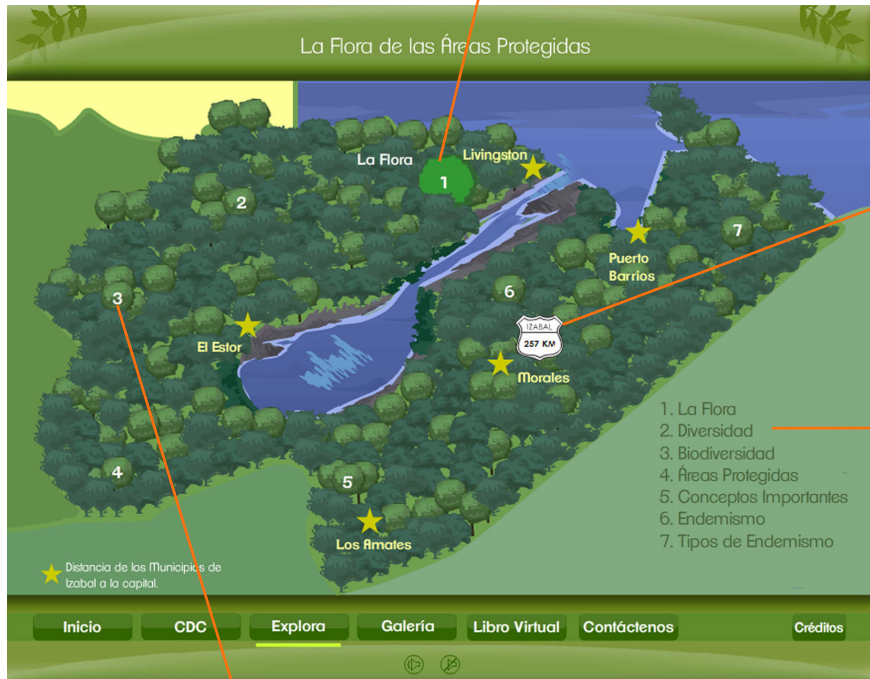 La Flora de las Áreas Protegidas
La Flora
Livingston
1
2
7
Puerto
Barrios
3
6
IZABAL
257 KM
El Estor
Morales
1. La Flora
2. Diversidad
3. Biodiversidad
4. Áreas Protegidas
5. Conceptos Importantes
6. Endemismo
7. Tipos de Endemismo
4
5
Los Amates
Distancia de los Municipios de
Izabal a la capital.
Inicio
CDC
Explora
Galería
Libro Virtual
Contáctenos
Créditos